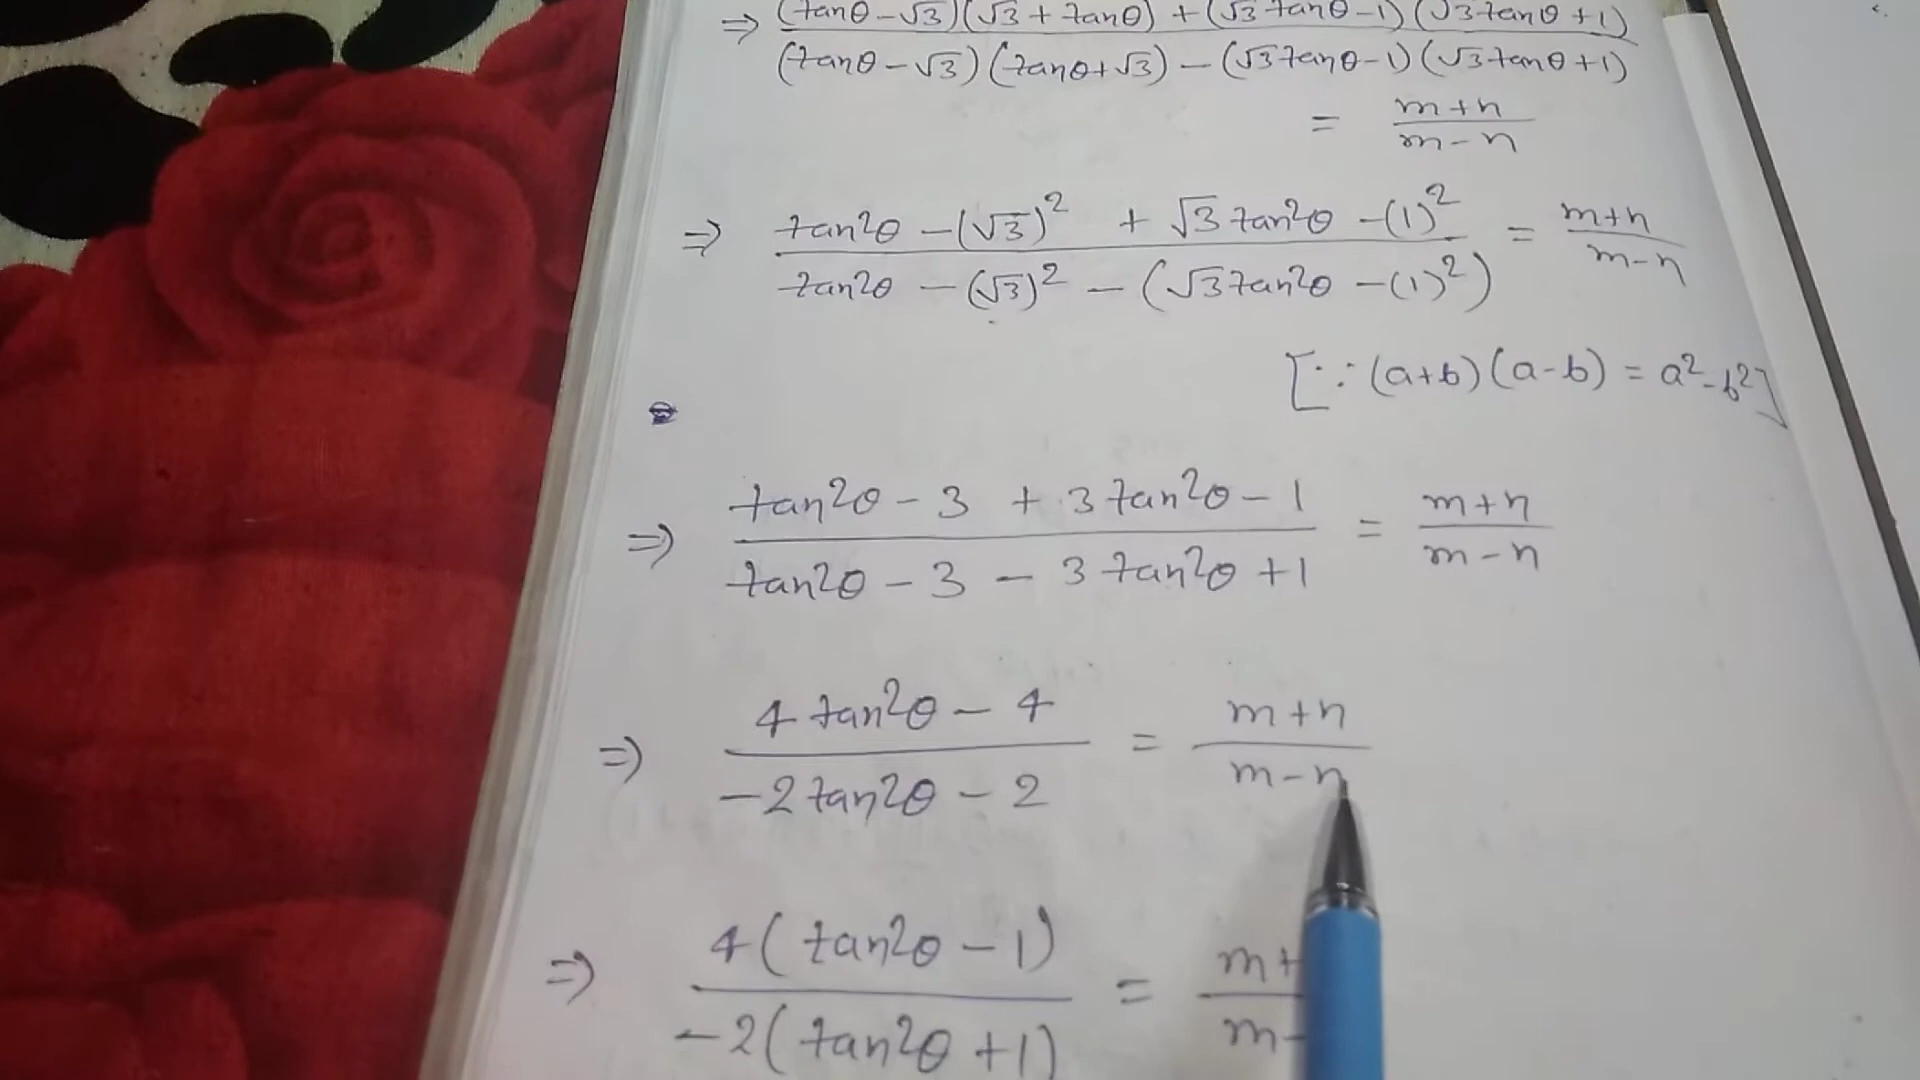 ⇒ (tanθ - √3)(√3 + tanθ) + (√3 tanθ - 1)(√3 tanθ + 1)
(tanθ - √3)(tanθ + √3) - (√3 tanθ - 1)(√3 tanθ + 1)
= m+n
m-n
⇒ tan²θ - (√3)² + √3 tan²θ - (1)² = m+n
tan²θ - (√3)² - (√3 tan²θ - (1)²) m-n
[∵ (a+b)(a-b) = a²-b²]
⇒ tan²θ - 3 + 3 tan²θ - 1 = m+n
tan²θ - 3 - 3 tan²θ + 1 m-n
⇒ 4 tan²θ - 4 = m+n
-2 tan²θ - 2 m-n
⇒ 4(tan²θ - 1) = m+
-2(tan²θ + 1) m-